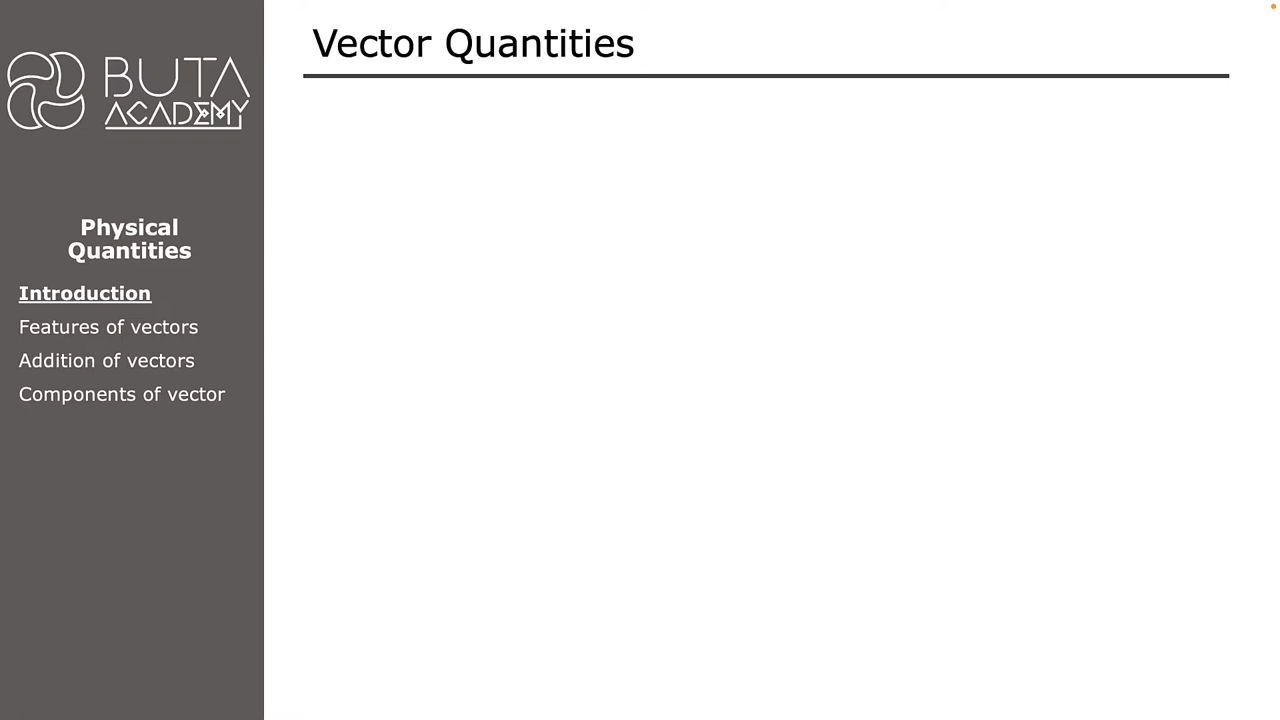 BUTA
ACADEMY
Physical
Quantities
Introduction
Features of vectors
Addition of vectors
Components of vector
Vector Quantities